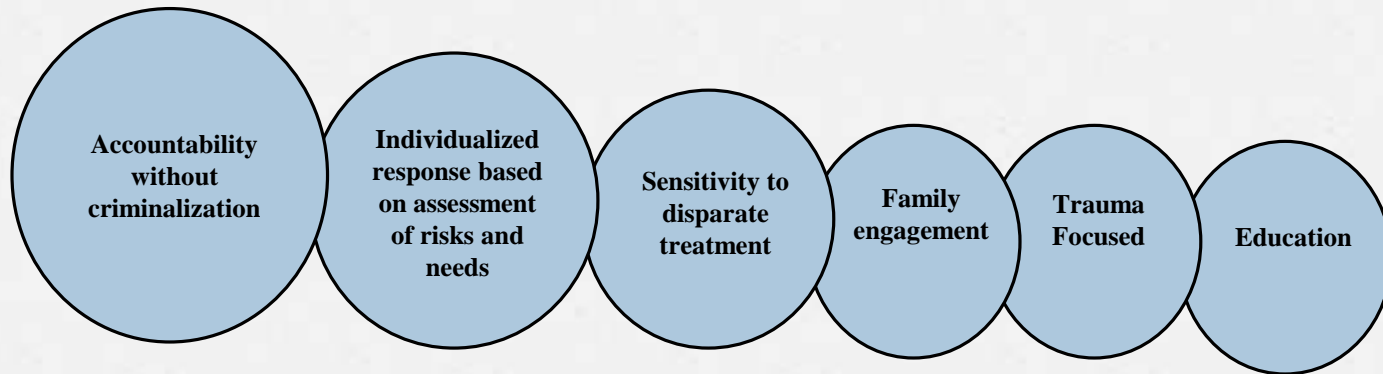 Accountability
without
criminalization
Individualized
response based
on assessment
of risks and
needs
Sensitivity to
disparate
treatment
Family
engagement
Trauma
Focused
Education